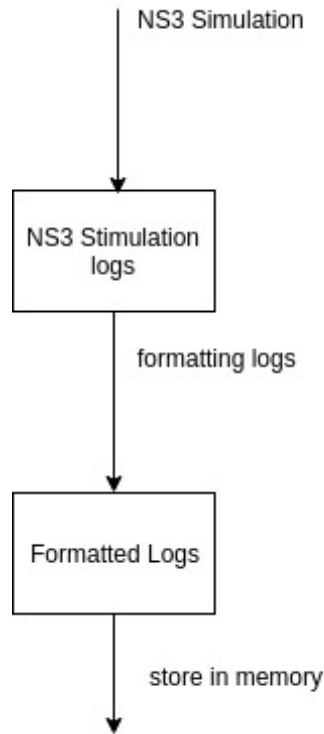 NS3 Simulation
NS3 Stimulation
logs
formatting logs
Formatted Logs
store in memory